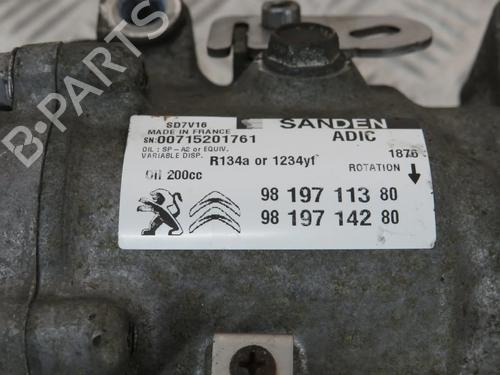 SD7V16
SANDEN
MADE IN FRANCE
ADIC
SN:00715201761
OIL : SP-A2 or EQUIV.
VARIABLE DISP.
R134a or 1234yf
1876
ROTATION
Oil 200cc
98 197 113 80
98 197 142 80
B-PARTS